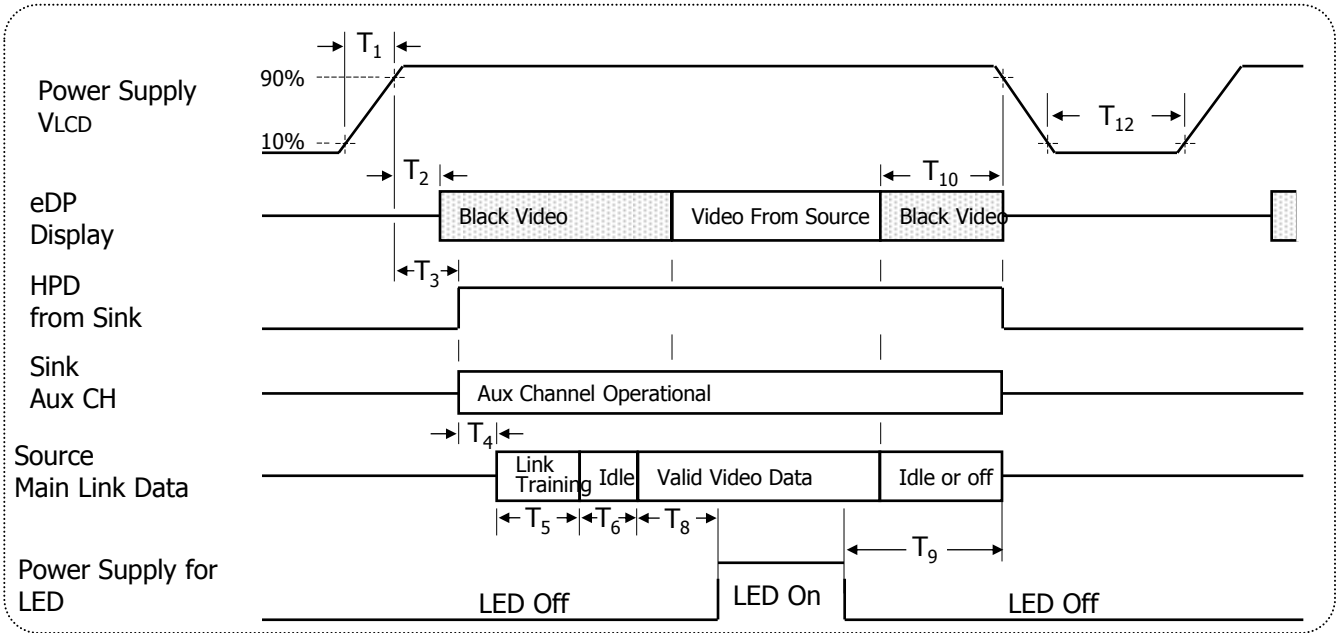 T1
90%
Power Supply
VLCD
T12
10%
T2
T10
eDP
Display
Black Video
Video From Source
Black Video
T3
HPD
from Sink
Sink
Aux CH
Aux Channel Operational
T4
Source
Main Link Data
Link
Training
Idle
Valid Video Data
Idle or off
T5
T6
T8
T9
Power Supply for
LED
LED Off
LED On
LED Off